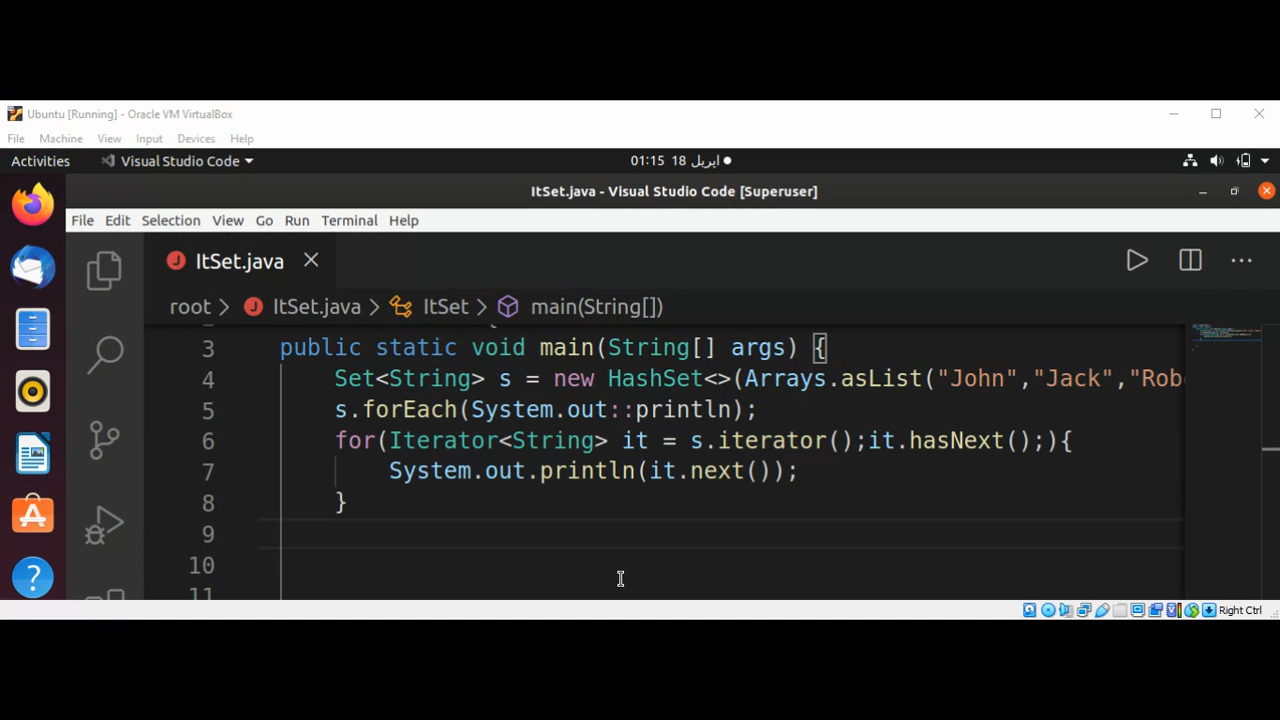 Ubuntu [Running] - Oracle VM VirtualBox
File Machine View Input Devices Help
Activities Visual Studio Code 01:15 18 اپریل
ItSet.java - Visual Studio Code [Superuser]
File Edit Selection View Go Run Terminal Help
J ItSet.java
root > J ItSet.java > ItSet > main(String[])
3 public static void main(String[] args) {
4 Set<String> s = new HashSet<>(Arrays.asList("John","Jack","Rob
5 s.forEach(System.out::println);
6 for(Iterator<String> it = s.iterator();it.hasNext();){
7 System.out.println(it.next());
8 }
9
10
11
Right Ctrl